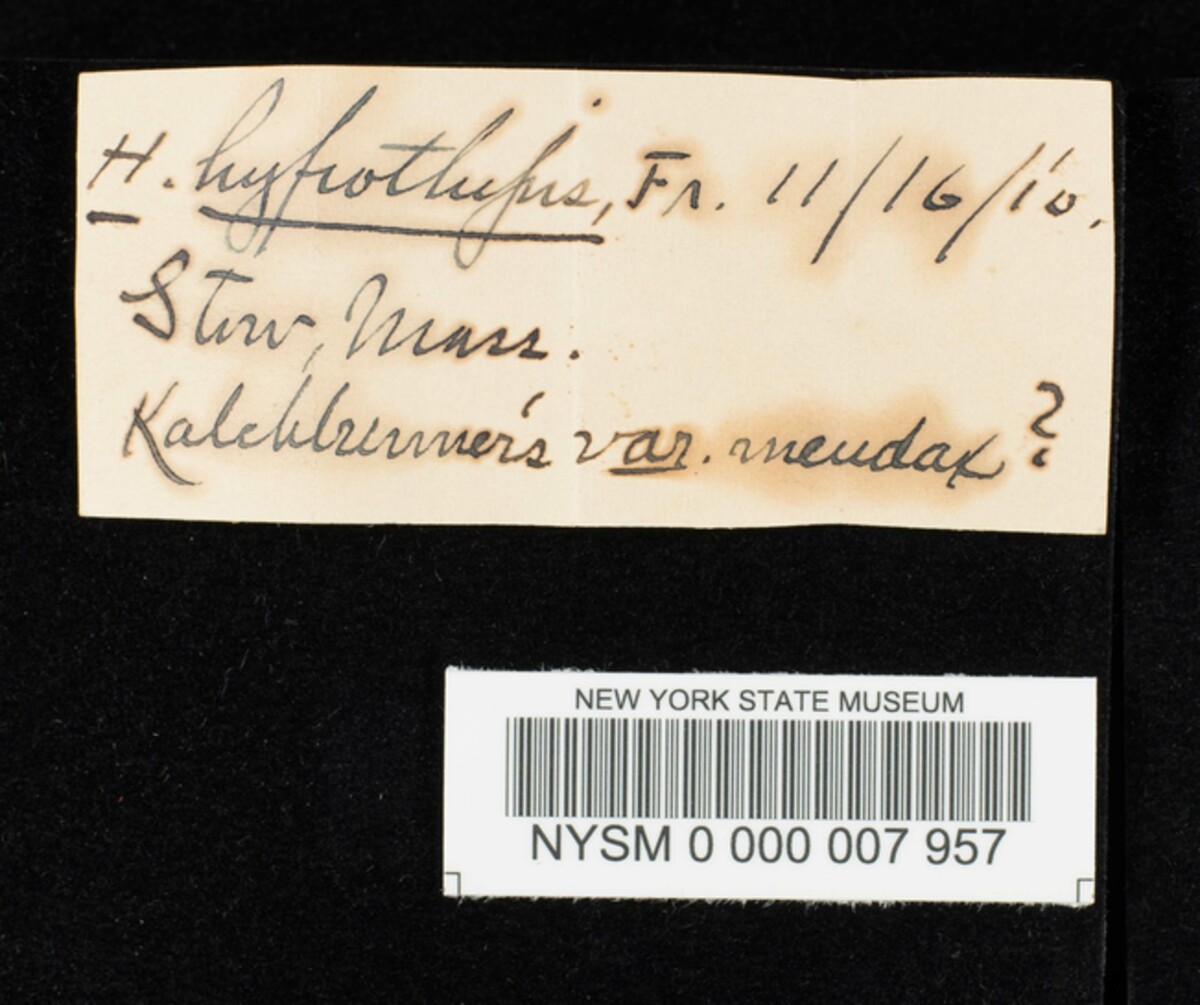 H. hypothejus, Fr. 11/16/10.
Stow, Mass.
Kalchbrenner's var. mendax?
NEW YORK STATE MUSEUM
NYSM 0 000 007 957